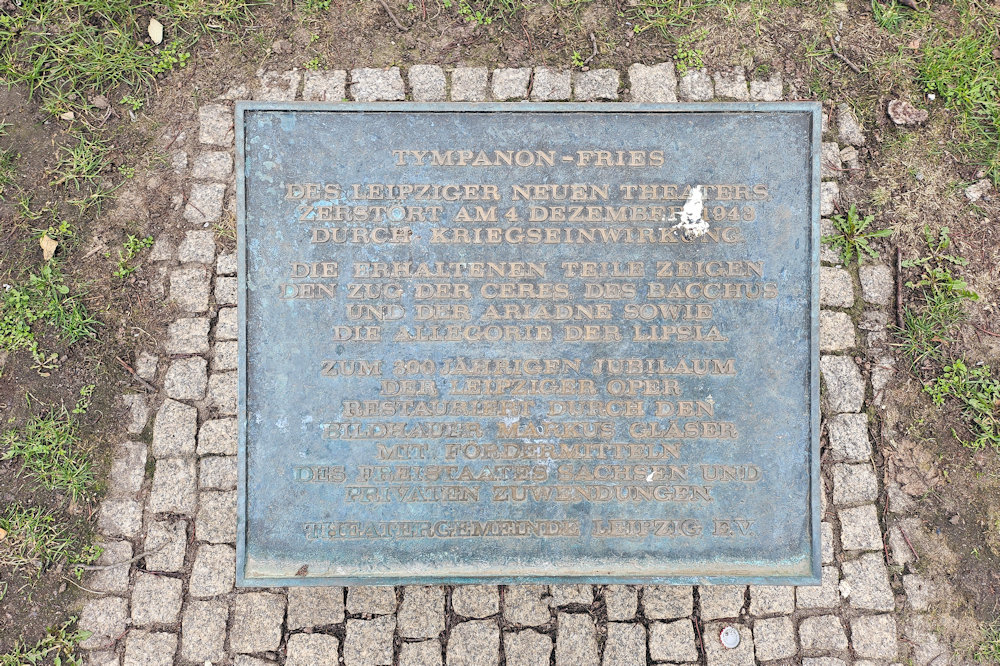 TYMPANON-FRIES
DES LEIPZIGER NEUEN THEATERS
ZERSTÖRT AM 4 DEZEMBER 1943
DURCH KRIEGSEINWIRKUNG
DIE ERHALTENEN TEILE ZEIGEN
DEN ZUG DER CERES, DES BACCHUS
UND DER ARIADNE SOWIE
DIE ALLEGORIE DER LIPSIA
ZUM 300 JÄHRIGEN JUBILÄUM
DER LEIPZIGER OPER
RESTAURIERT DURCH DEN
BILDHAUER MARKUS GLÄSER
MIT FÖRDERMITTELN
DES FREISTAATES SACHSEN UND
PRIVATEN ZUWENDUNGEN
THEATERGEMEINDE LEIPZIG E.V.